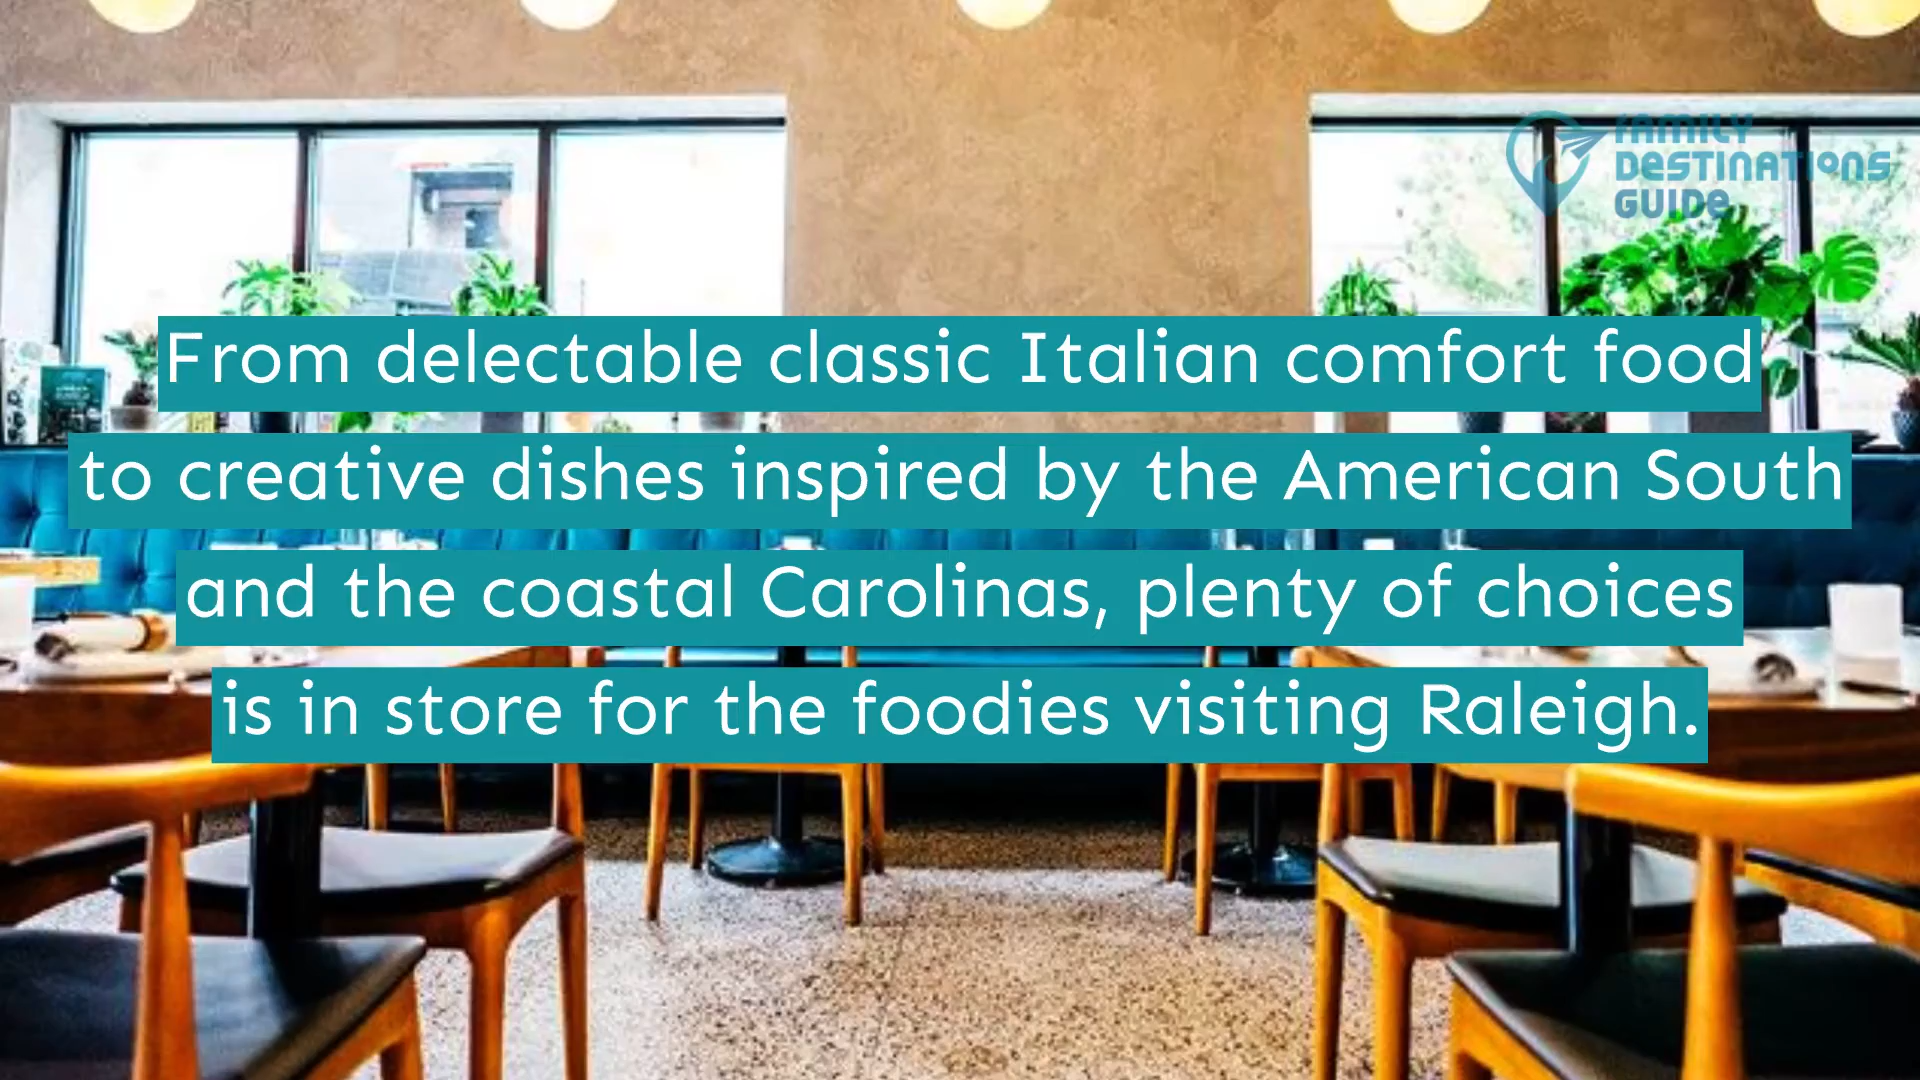 FAMILY
DESTINATIONS
GUIDE
From delectable classic Italian comfort food
to creative dishes inspired by the American South
and the coastal Carolinas, plenty of choices
is in store for the foodies visiting Raleigh.